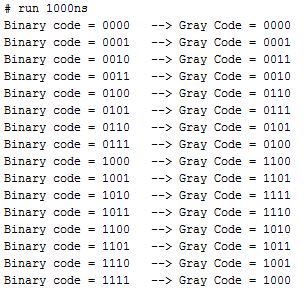 # run 1000ns
Binary code = 0000   --> Gray Code = 0000
Binary code = 0001   --> Gray Code = 0001
Binary code = 0010   --> Gray Code = 0011
Binary code = 0011   --> Gray Code = 0010
Binary code = 0100   --> Gray Code = 0110
Binary code = 0101   --> Gray Code = 0111
Binary code = 0110   --> Gray Code = 0101
Binary code = 0111   --> Gray Code = 0100
Binary code = 1000   --> Gray Code = 1100
Binary code = 1001   --> Gray Code = 1101
Binary code = 1010   --> Gray Code = 1111
Binary code = 1011   --> Gray Code = 1110
Binary code = 1100   --> Gray Code = 1010
Binary code = 1101   --> Gray Code = 1011
Binary code = 1110   --> Gray Code = 1001
Binary code = 1111   --> Gray Code = 1000